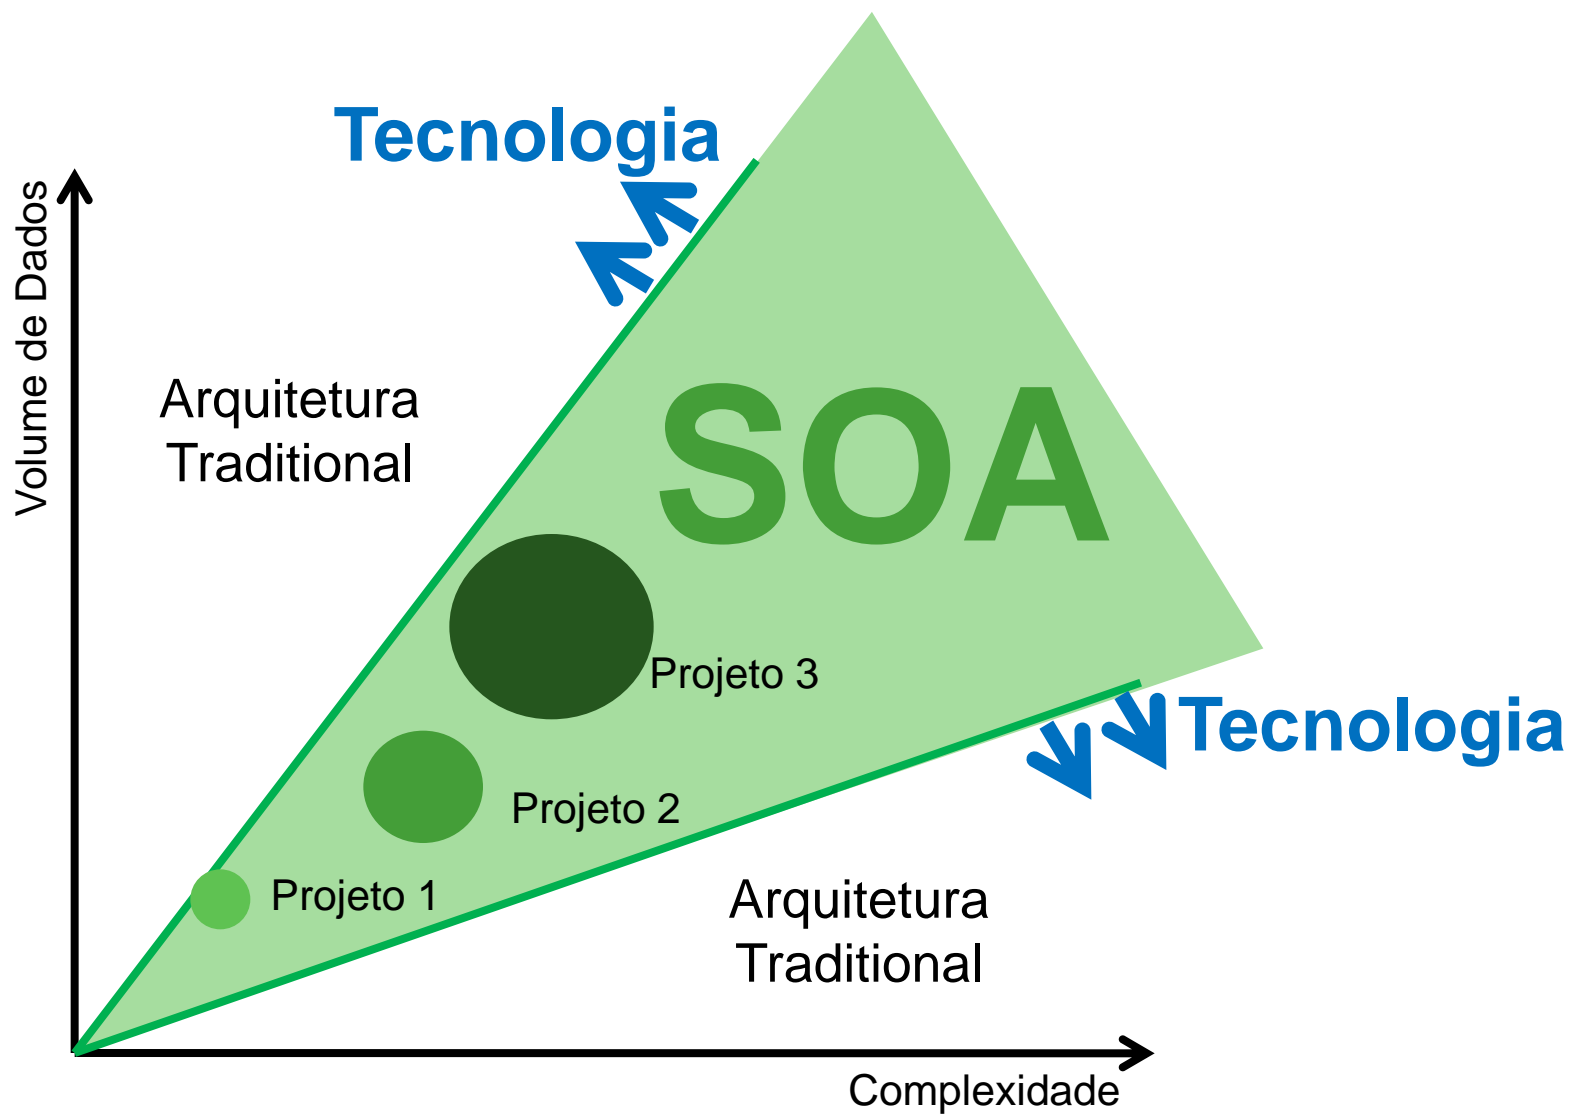 Tecnologia
Volume de Dados
Arquitetura
Traditional
SOA
Projeto 3
Tecnologia
Projeto 2
Projeto 1
Arquitetura
Traditional
Complexidade